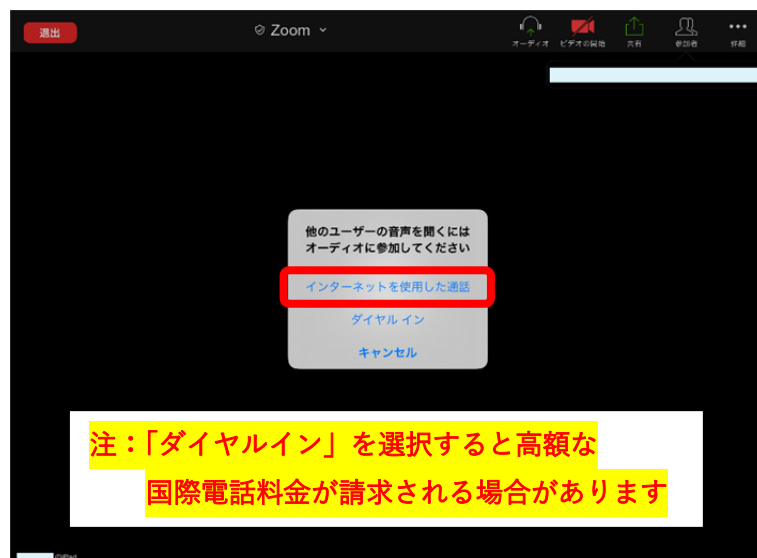 退出
Zoom
オーディオ
ビデオの開始
共有
参加者
詳細
他のユーザーの音声を聞くには
オーディオに参加してください
インターネットを使用した通話
ダイヤル イン
キャンセル
注：「ダイヤルイン」を選択すると高額な
国際電話料金が請求される場合があります